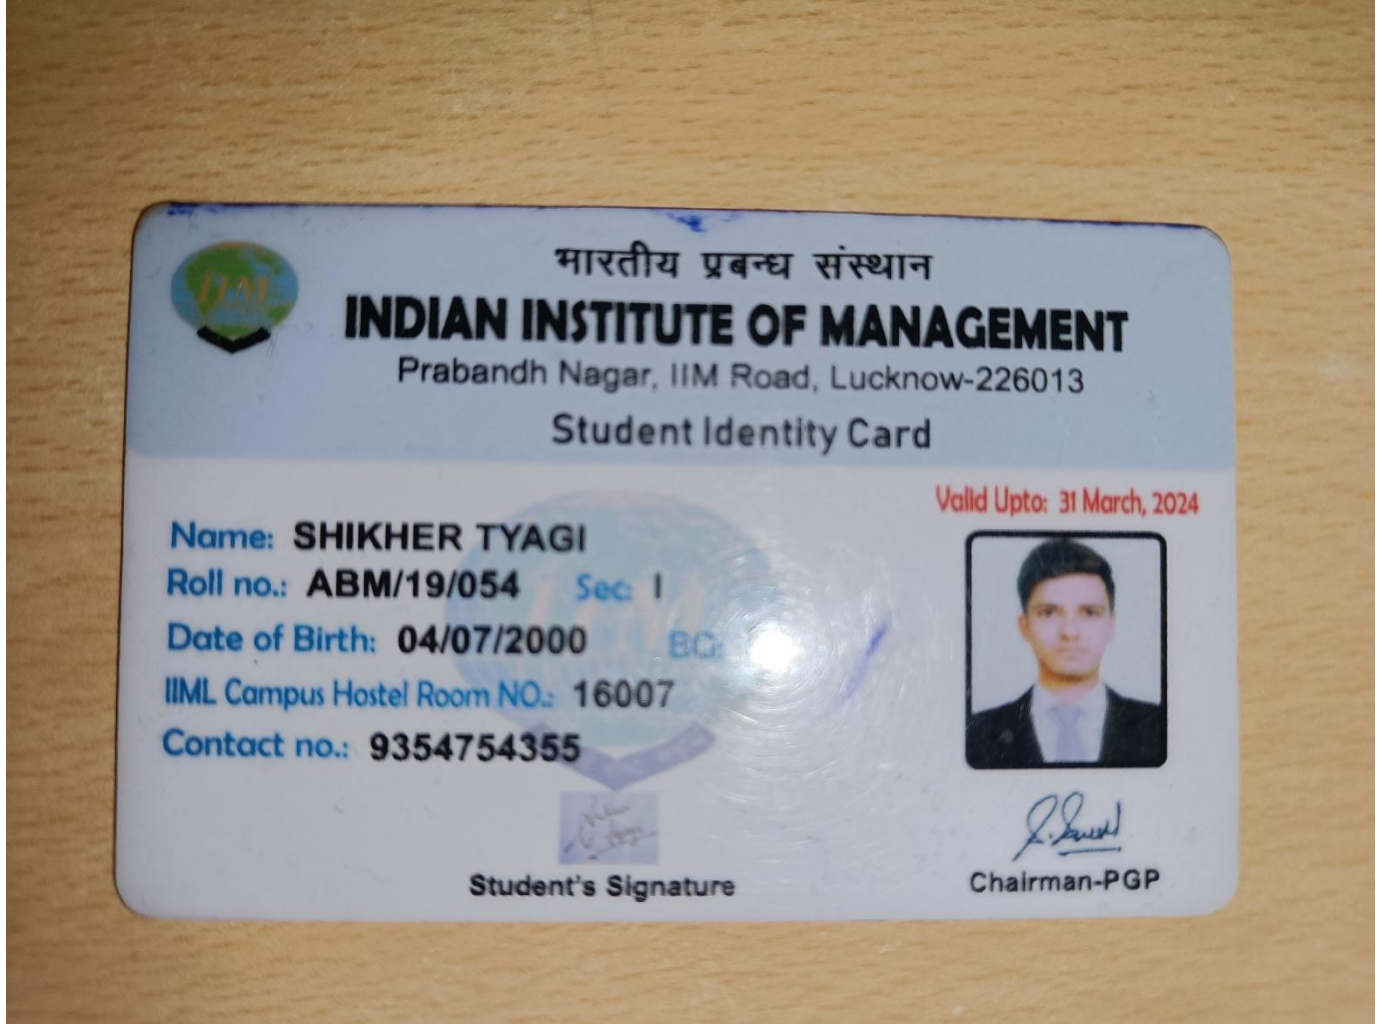 IIM
भारतीय प्रबन्ध संस्थान
INDIAN INSTITUTE OF MANAGEMENT
Prabandh Nagar, IIM Road, Lucknow-226013
Student Identity Card
Valid Upto: 31 March, 2024
Name: SHIKHER TYAGI
Roll no.: ABM/19/054 Sec: I
Date of Birth: 04/07/2000 BG:
IIML Campus Hostel Room NO.: 16007
Contact no.: 9354754355
Student's Signature
Chairman-PGP